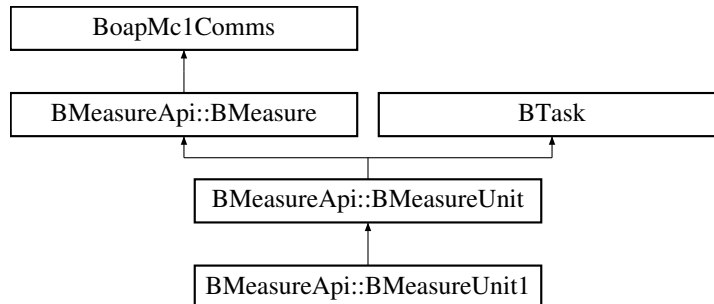 BoapMc1Comms
BMeasureApi::BMeasure
BTask
BMeasureApi::BMeasureUnit
BMeasureApi::BMeasureUnit1